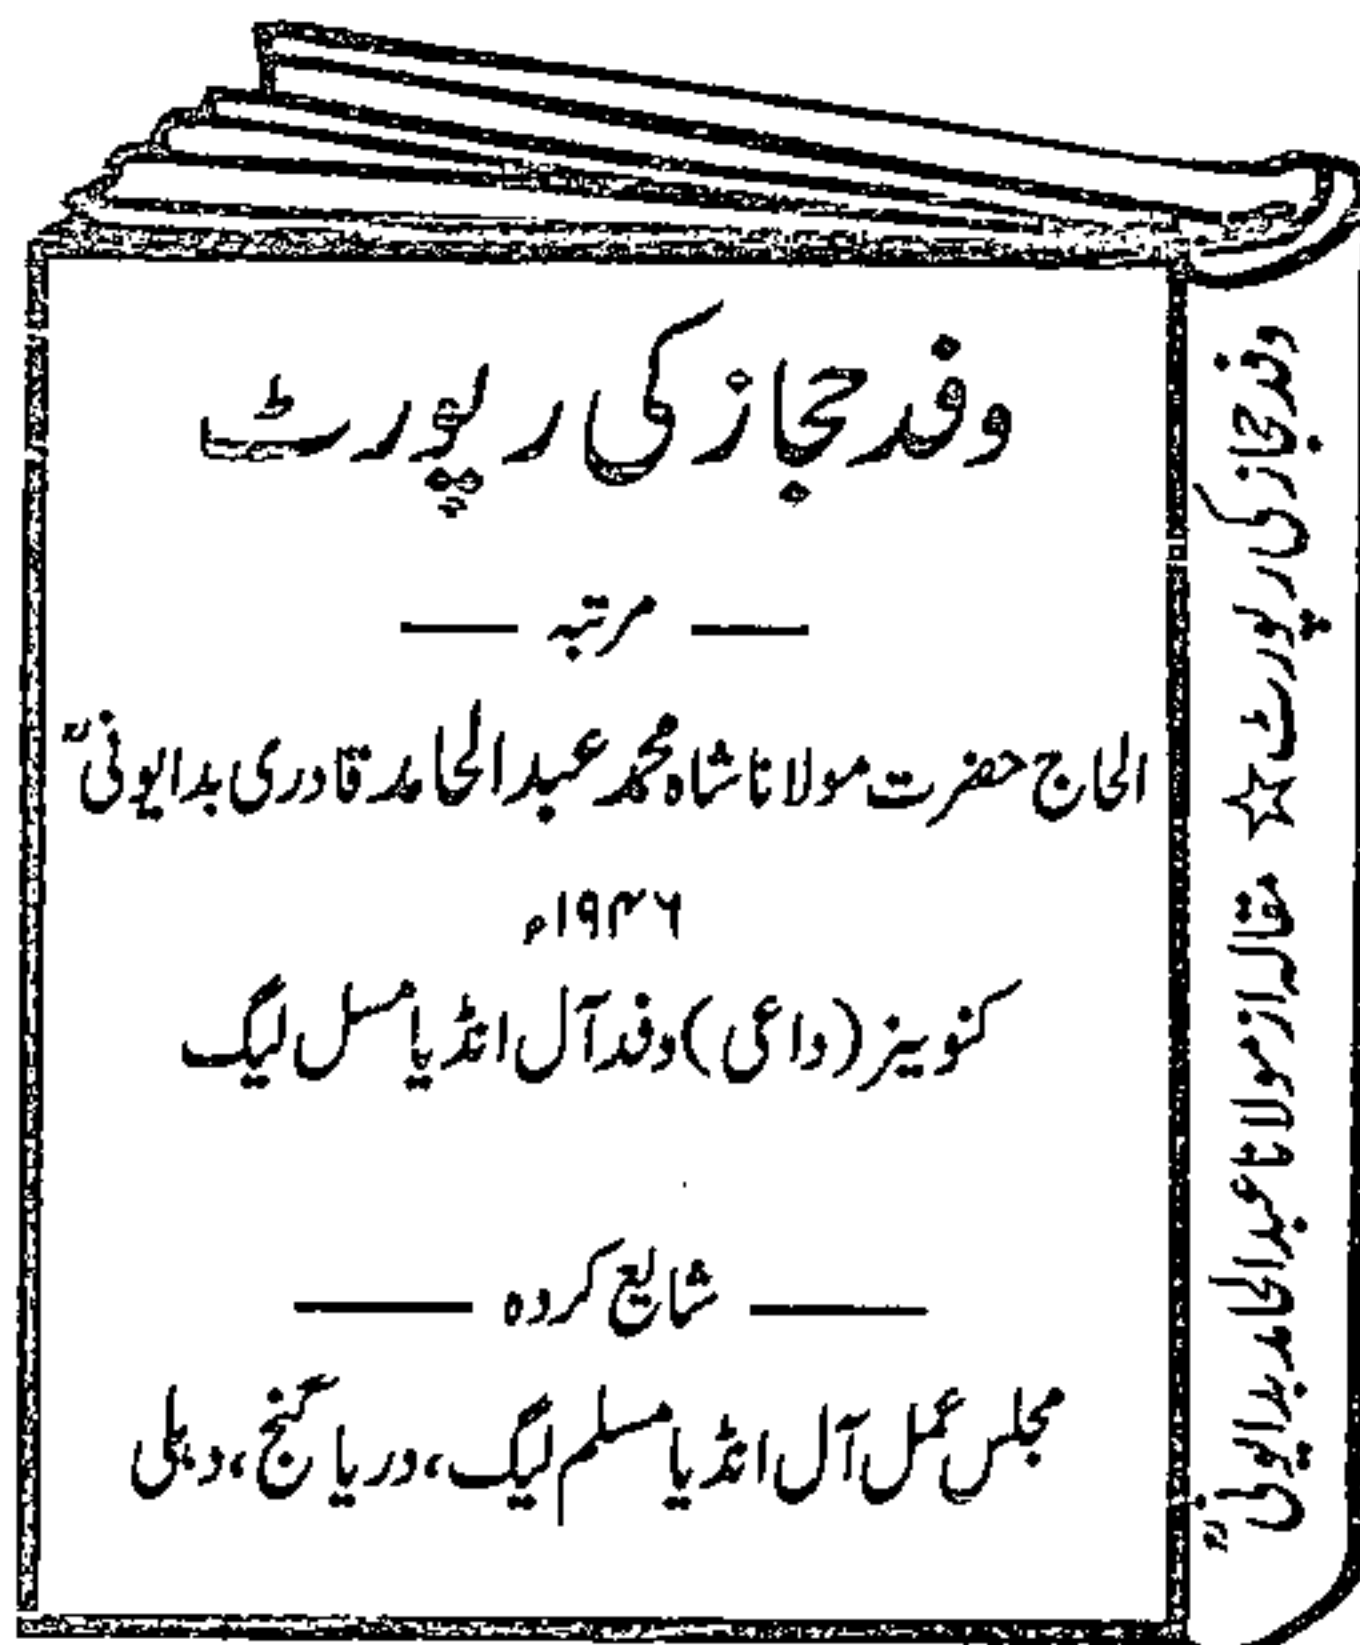 وفد حجاز کی رپورٹ
مرتبہ
الحاج حضرت مولانا شاہ محمد عبدالحامد قادری بدایونیؒ
۱۹۴۶ء
کنوینر (داعی) وفد آل انڈیا مسل لیگ
شایع کردہ
مجلس عمل آل انڈیا مسلم لیگ، دریا گنج، دہلی
وفد حجاز کی رپورٹ ☆ مقالہ از مولانا عبدالحامد بدایونیؒ